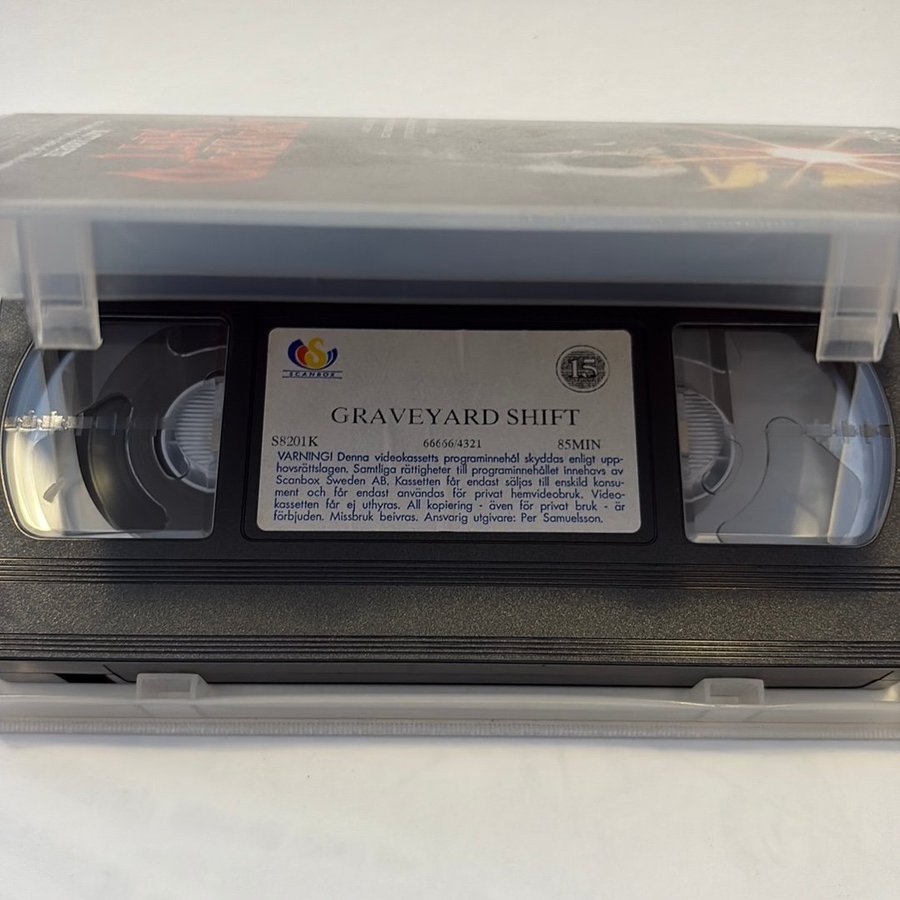 SCANBOX
15
GRAVEYARD SHIFT
S8201K 66666/4321 85MIN
VARNING! Denna videokassetts programinnehål skyddas enligt upp-
hovsrättslagen. Samtliga rättigheter till programinnehållet innehavs av
Scanbox Sweden AB. Kassetten får endast säljas till enskild konsu-
ment och får endast användas för privat hemvideobruk. Video-
kassetten får ej uthyras. All kopiering - även för privat bruk - är
förbjuden. Missbruk beivras. Ansvarig utgivare: Per Samuelsson.